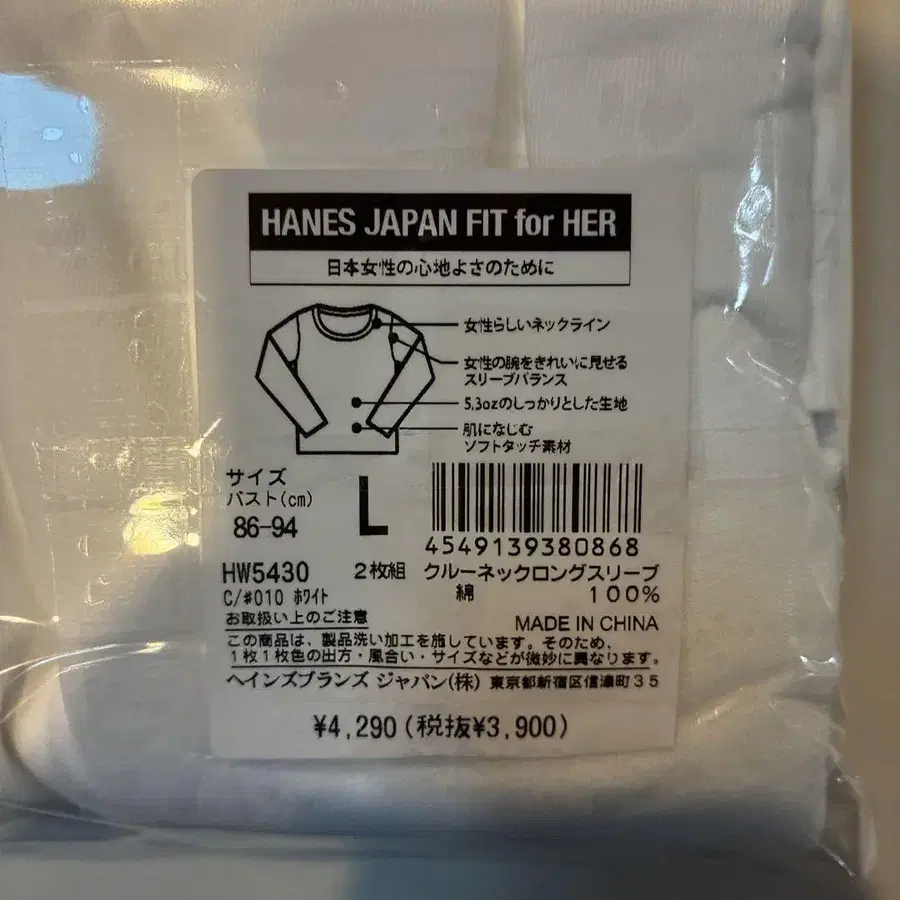 HANES JAPAN FIT for HER
日本女性の心地よさのために
女性らしいネックライン
女性の腕をきれいに見せる
スリーブバランス
5.3ozのしっかりとした生地
肌になじむ
ソフトタッチ素材
サイズ
バスト(cm)
86-94
L
4549139380868
HW5430 2枚組 クルーネックロングスリーブ
C/#010 ホワイト 綿 100%
お取扱い上のご注意 MADE IN CHINA
この商品は、製品洗い加工を施しています。そのため、
1枚1枚色の出方・風合い・サイズなどが微妙に異なります。
ヘインズブランズ ジャパン(株) 東京都新宿区信濃町35
¥4,290(税抜¥3,900)